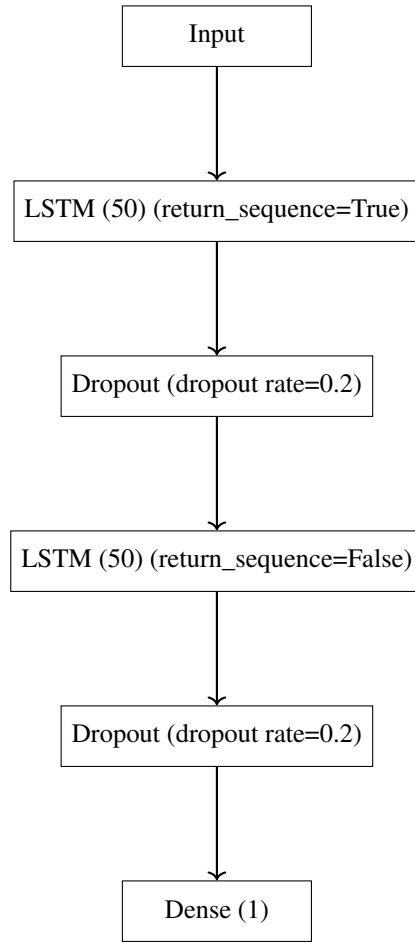 Input
LSTM (50) (return_sequence=True)
Dropout (dropout rate=0.2)
LSTM (50) (return_sequence=False)
Dropout (dropout rate=0.2)
Dense (1)